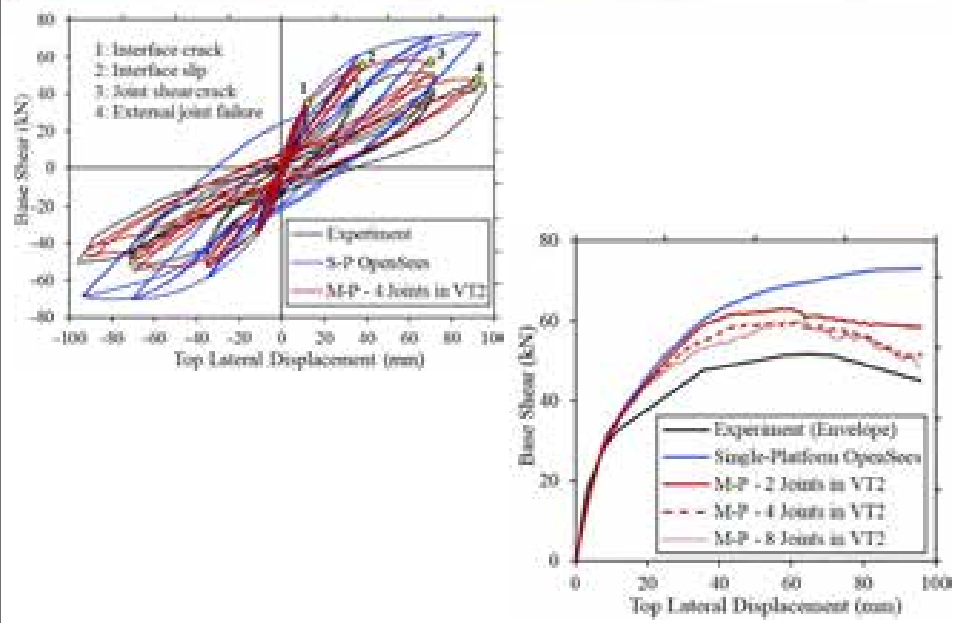 80
60
40
20
0
-20
-40
-60
-80
Base Shear (kN)
1: Interface crack
2: Interface slip
3: Joint shear crack
4: External joint failure
1
2
3
4
Experiment
S-P OpenSees
M-P - 4 Joints in VT2
-100 -80 -60 -40 -20 0 20 40 60 80 100
Top Lateral Displacement (mm)
80
60
40
20
0
Base Shear (kN)
Experiment (Envelope)
Single-Platform OpenSees
M-P - 2 Joints in VT2
M-P - 4 Joints in VT2
M-P - 8 Joints in VT2
0 20 40 60 80 100
Top Lateral Displacement (mm)